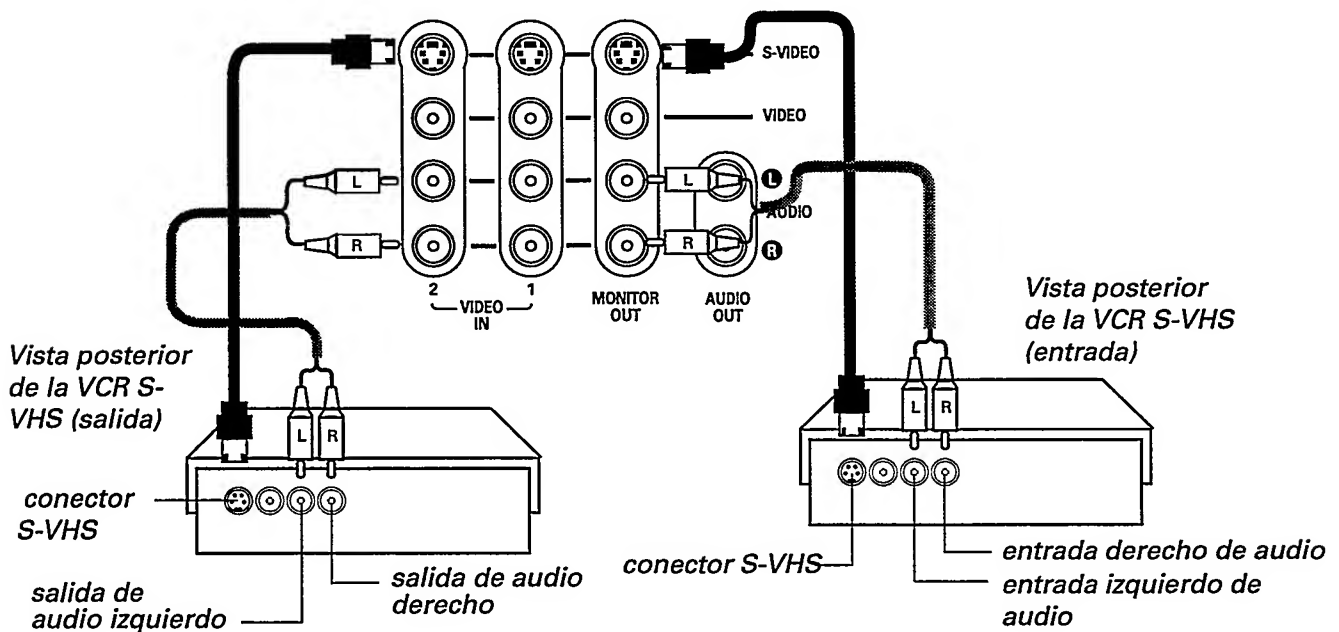 S-VIDEO
VIDEO
L
L
L
AUDIO
R
R
R
2
1
VIDEO
IN
MONITOR
OUT
AUDIO
OUT
Vista posterior
de la VCR S-VHS
(entrada)
Vista posterior
de la VCR S-
VHS (salida)
L
R
L
R
conector
S-VHS
salida de
audio izquierdo
salida de audio
derecho
conector S-VHS
entrada derecho de audio
entrada izquierdo de
audio